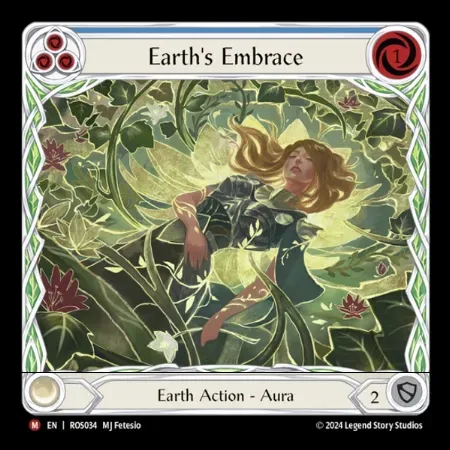 Earth's Embrace
1
Earth Action - Aura
2
M EN | ROS034 MJ Fetesio
© 2024 Legend Story Studios